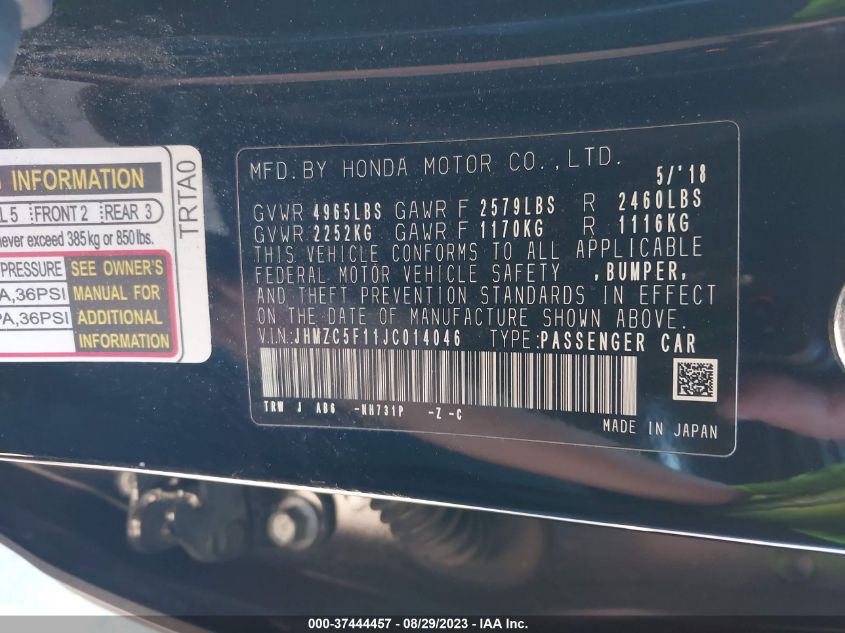 INFORMATION
5 FRONT 2 REAR 3
never exceed 385 kg or 850 lbs.
PRESSURE SEE OWNER'S
36PSI MANUAL FOR
36PSI ADDITIONAL
INFORMATION
TRTA0
MFD.BY HONDA MOTOR CO.,LTD. 5/'18
GVWR 4965LBS GAWR F 2579LBS R 2460LBS
GVWR 2252KG GAWR F 1170KG R 1116KG
THIS VEHICLE CONFORMS TO ALL APPLICABLE
FEDERAL MOTOR VEHICLE SAFETY ,BUMPER,
AND THEFT PREVENTION STANDARDS IN EFFECT
ON THE DATE OF MANUFACTURE SHOWN ABOVE.
V.I.N:JHMZC5F11JC014046 TYPE:PASSENGER CAR
TRW J AB6 -NH731P -Z -C
MADE IN JAPAN
000-37444457 - 08/29/2023 - IAA Inc.